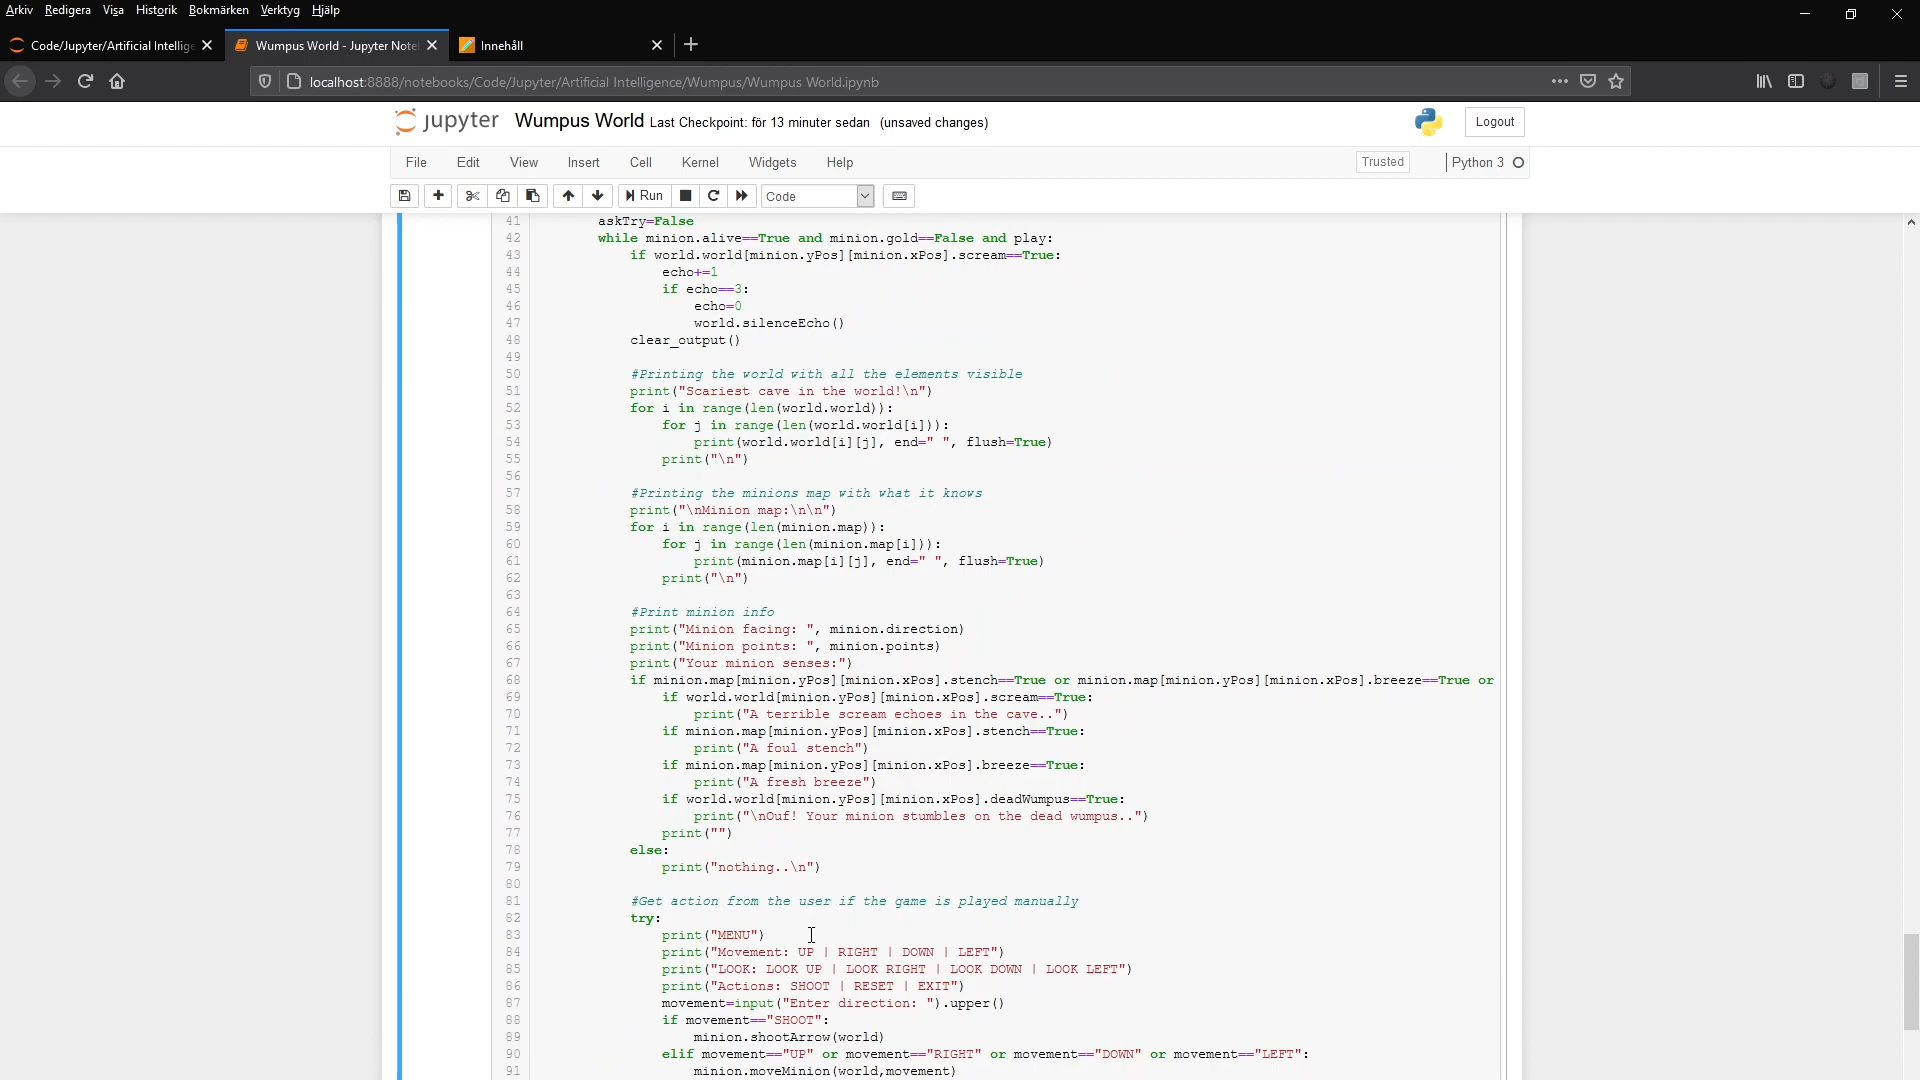 Arkiv Redigera Visa Historik Bokmärken Verktyg Hjälp
Code/Jupyter/Artificial Intellige Wumpus World - Jupyter Note Innehåll
localhost:8888/notebooks/Code/Jupyter/Artificial Intelligence/Wumpus/Wumpus World.ipynb
jupyter Wumpus World Last Checkpoint: för 13 minuter sedan (unsaved changes) Logout
File Edit View Insert Cell Kernel Widgets Help Trusted Python 3
Run Code
41 askTry=False
42 while minion.alive==True and minion.gold==False and play:
43 if world.world[minion.yPos][minion.xPos].scream==True:
44 echo+=1
45 if echo==3:
46 echo=0
47 world.silenceEcho()
48 clear_output()
49
50 #Printing the world with all the elements visible
51 print("Scariest cave in the world!\n")
52 for i in range(len(world.world)):
53 for j in range(len(world.world[i])):
54 print(world.world[i][j], end=" ", flush=True)
55 print("\n")
56
57 #Printing the minions map with what it knows
58 print("\nMinion map:\n\n")
59 for i in range(len(minion.map)):
60 for j in range(len(minion.map[i])):
61 print(minion.map[i][j], end=" ", flush=True)
62 print("\n")
63
64 #Print minion info
65 print("Minion facing: ", minion.direction)
66 print("Minion points: ", minion.points)
67 print("Your minion senses:")
68 if minion.map[minion.yPos][minion.xPos].stench==True or minion.map[minion.yPos][minion.xPos].breeze==True or
69 if world.world[minion.yPos][minion.xPos].scream==True:
70 print("A terrible scream echoes in the cave..")
71 if minion.map[minion.yPos][minion.xPos].stench==True:
72 print("A foul stench")
73 if minion.map[minion.yPos][minion.xPos].breeze==True:
74 print("A fresh breeze")
75 if world.world[minion.yPos][minion.xPos].deadWumpus==True:
76 print("\nOuf! Your minion stumbles on the dead wumpus..")
77 print("")
78 else:
79 print("nothing..\n")
80
81 #Get action from the user if the game is played manually
82 try:
83 print("MENU")
84 print("Movement: UP | RIGHT | DOWN | LEFT")
85 print("LOOK: LOOK UP | LOOK RIGHT | LOOK DOWN | LOOK LEFT")
86 print("Actions: SHOOT | RESET | EXIT")
87 movement=input("Enter direction: ").upper()
88 if movement=="SHOOT":
89 minion.shootArrow(world)
90 elif movement=="UP" or movement=="RIGHT" or movement=="DOWN" or movement=="LEFT":
91 minion.moveMinion(world,movement)